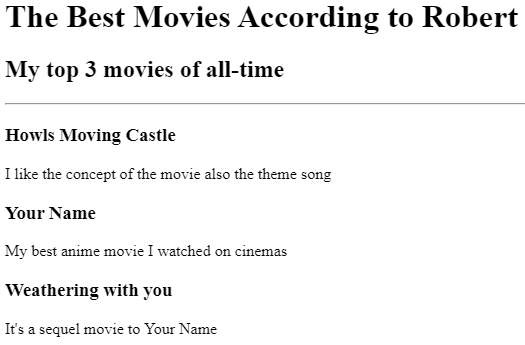 The Best Movies According to Robert
My top 3 movies of all-time
Howls Moving Castle
I like the concept of the movie also the theme song
Your Name
My best anime movie I watched on cinemas
Weathering with you
It's a sequel movie to Your Name